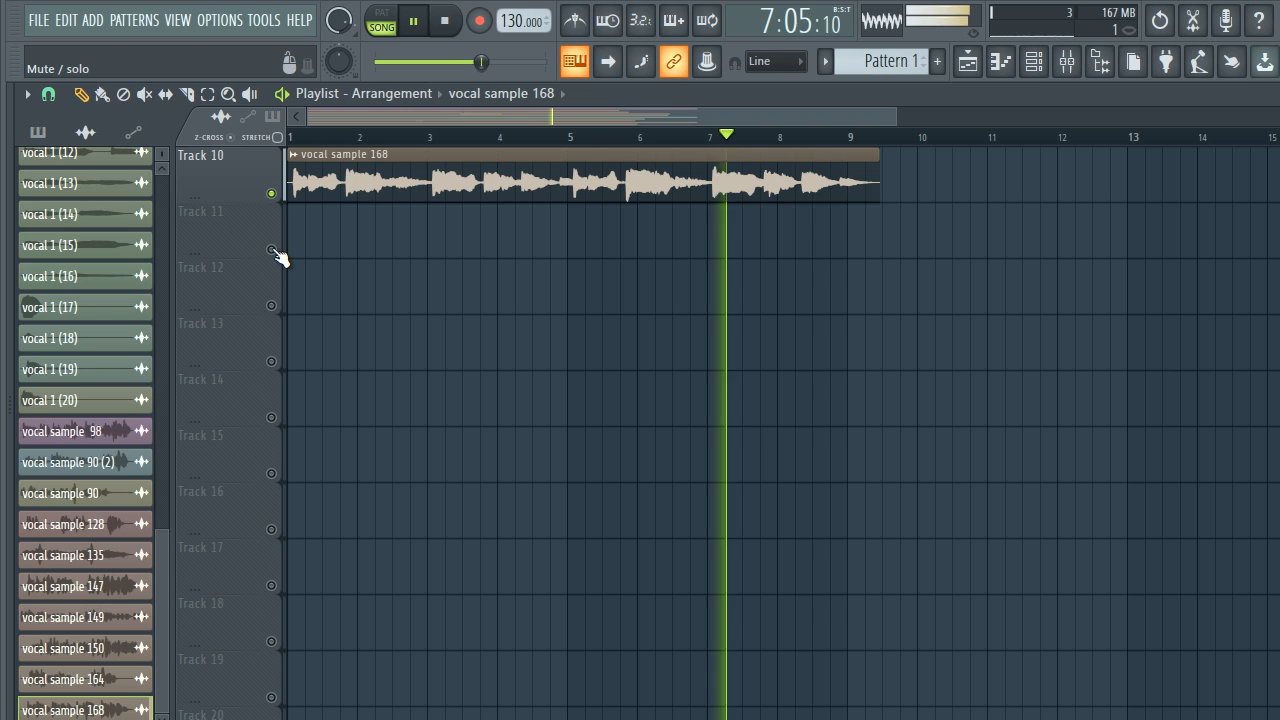 FILE EDIT ADD PATTERNS VIEW OPTIONS TOOLS HELP
PAT
SONG
130.000
3.2.
7:05:10
B:S:T
3
167 MB
1
Mute / solo
Line
Pattern 1
+
?
Playlist - Arrangement › vocal sample 168 ›
Z-CROSS
STRETCH
1 2 3 4 5 6 7 8 9 10 11 12 13 14 15
vocal 1 (12)
vocal 1 (13)
vocal 1 (14)
vocal 1 (15)
vocal 1 (16)
vocal 1 (17)
vocal 1 (18)
vocal 1 (19)
vocal 1 (20)
vocal sample 98
vocal sample 90 (2)
vocal sample 90
vocal sample 128
vocal sample 135
vocal sample 147
vocal sample 149
vocal sample 150
vocal sample 164
vocal sample 168
Track 10
vocal sample 168
Track 11
Track 12
Track 13
Track 14
Track 15
Track 16
Track 17
Track 18
Track 19
Track 20